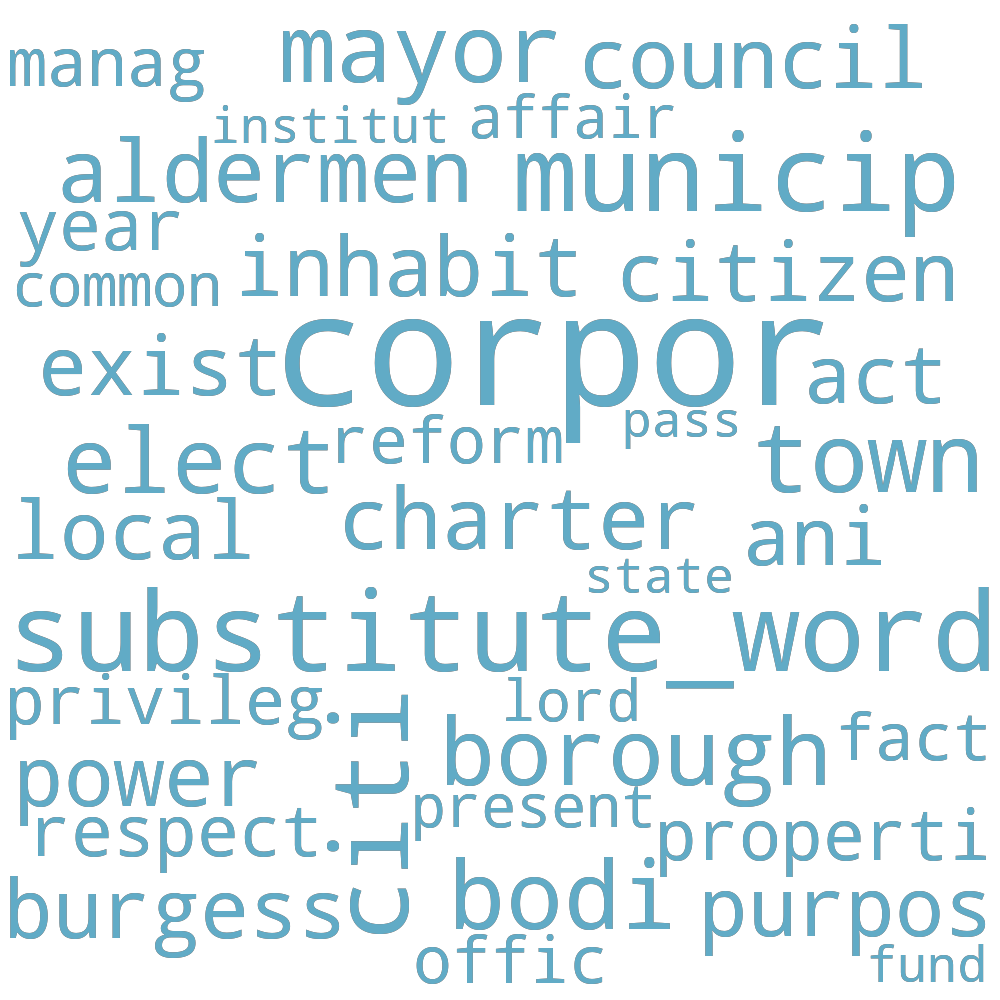 manag mayor council
institut affair
aldermen municip
year
common inhabit citizen
exist corpor act
pass
elect reform town
local charter ani
state
substitute_word
privileg lord
citi borough fact
power present
respect properti
burgess bodi purpos
offic fund